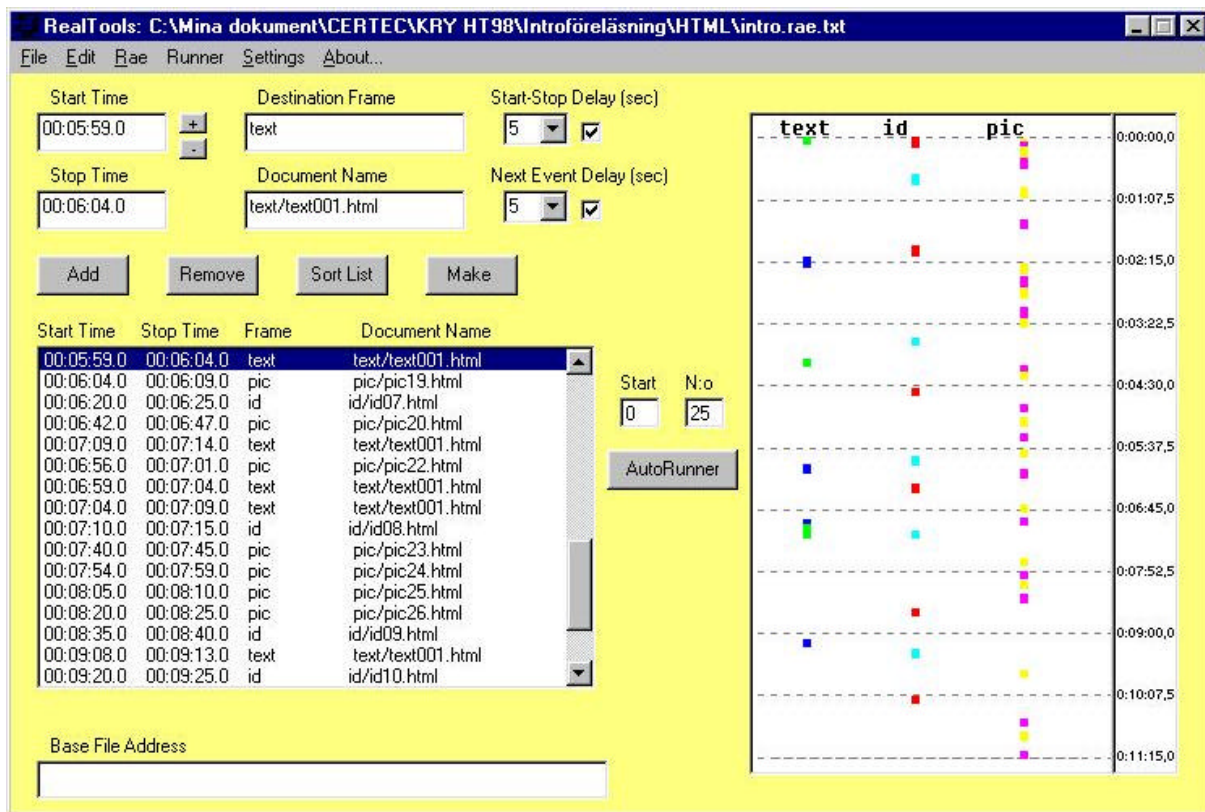 RealTools: C:\Mina dokument\CERTEC\KRY HT98\Introföreläsning\HTML\intro.rae.txt
File Edit Rae Runner Settings About...
Start Time Destination Frame Start-Stop Delay (sec)
00:05:59.0 + - text 5
Stop Time Document Name Next Event Delay (sec)
00:06:04.0 text/text001.html 5
Add Remove Sort List Make
Start Time Stop Time Frame Document Name
00:05:59.0 00:06:04.0 text text/text001.html
00:06:04.0 00:06:09.0 pic pic/pic19.html
00:06:20.0 00:06:25.0 id id/id07.html
00:06:42.0 00:06:47.0 pic pic/pic20.html
00:07:09.0 00:07:14.0 text text/text001.html
00:06:56.0 00:07:01.0 pic pic/pic22.html
00:06:59.0 00:07:04.0 text text/text001.html
00:07:04.0 00:07:09.0 text text/text001.html
00:07:10.0 00:07:15.0 id id/id08.html
00:07:40.0 00:07:45.0 pic pic/pic23.html
00:07:54.0 00:07:59.0 pic pic/pic24.html
00:08:05.0 00:08:10.0 pic pic/pic25.html
00:08:20.0 00:08:25.0 pic pic/pic26.html
00:08:35.0 00:08:40.0 id id/id09.html
00:09:08.0 00:09:13.0 text text/text001.html
00:09:20.0 00:09:25.0 id id/id10.html
Start N:o
0 25
AutoRunner
Base File Address
text id pic
0:00:00,0
0:01:07,5
0:02:15,0
0:03:22,5
0:04:30,0
0:05:37,5
0:06:45,0
0:07:52,5
0:09:00,0
0:10:07,5
0:11:15,0